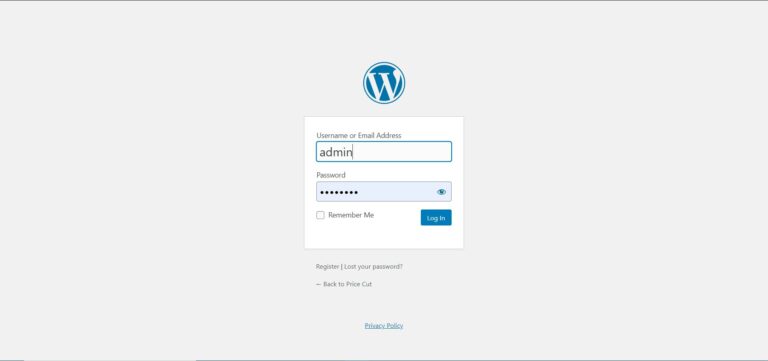 Username or Email Address
admin
Password
••••••••
Remember Me
Log In
Register | Lost your password?
← Back to Price Cut
Privacy Policy